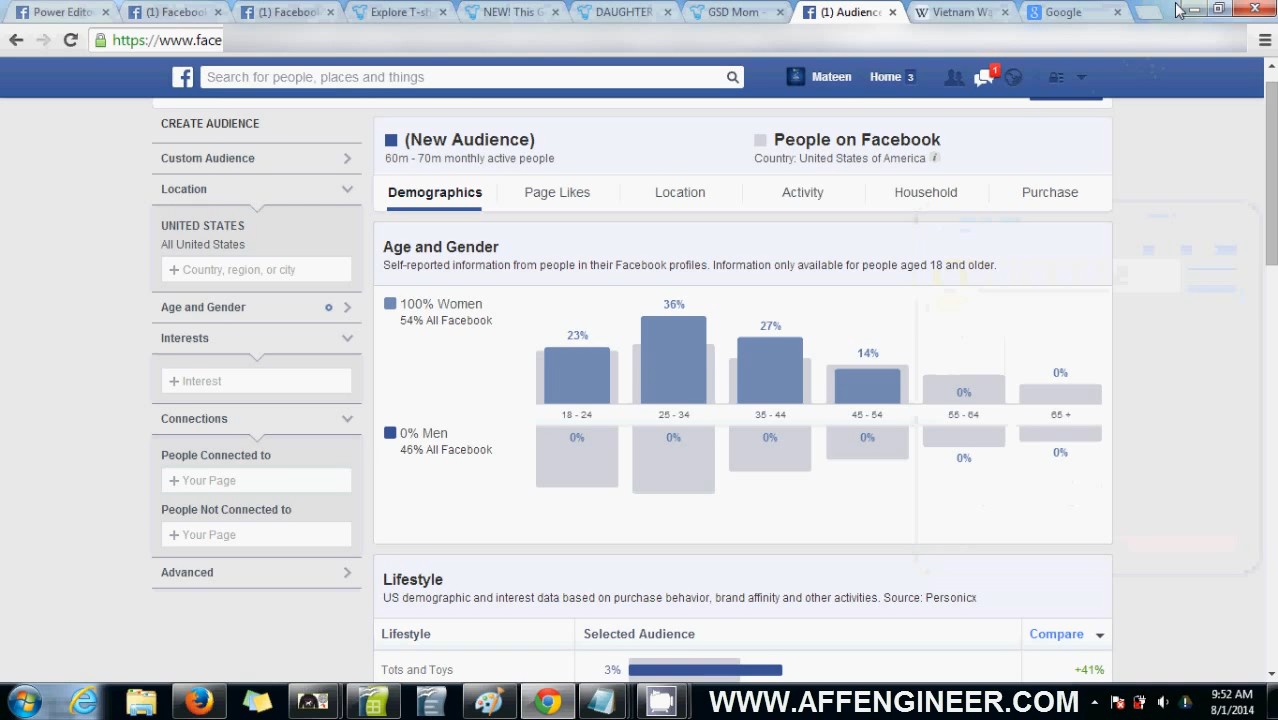 Power Edito
(1) Facebook
(1) Facebook
Explore T-sh
NEW! This G
DAUGHTER
GSD Mom -
(1) Audience
Vietnam Wa
Google
https://www.face
Search for people, places and things
Mateen
Home 3
1
CREATE AUDIENCE
Custom Audience
Location
UNITED STATES
All United States
+ Country, region, or city
Age and Gender
Interests
+ Interest
Connections
People Connected to
+ Your Page
People Not Connected to
+ Your Page
Advanced
(New Audience)
60m - 70m monthly active people
People on Facebook
Country: United States of America i
Demographics Page Likes Location Activity Household Purchase
Age and Gender
Self-reported information from people in their Facebook profiles. Information only available for people aged 18 and older.
100% Women
54% All Facebook
23% 36% 27% 14% 0% 0%
18 - 24 25 - 34 35 - 44 45 - 54 55 - 64 65 +
0% Men
46% All Facebook
0% 0% 0% 0% 0% 0%
Lifestyle
US demographic and interest data based on purchase behavior, brand affinity and other activities. Source: Personicx
Lifestyle Selected Audience Compare
Tots and Toys 3% +41%
WWW.AFFENGINEER.COM
9:52 AM
8/1/2014